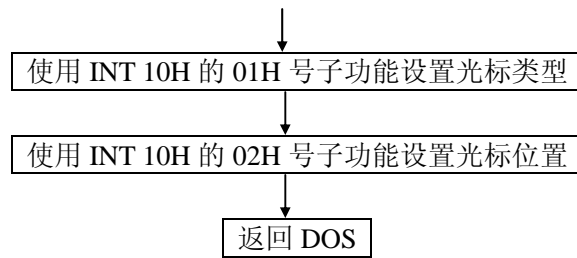 使用 INT 10H 的 01H 号子功能设置光标类型
使用 INT 10H 的 02H 号子功能设置光标位置
返回 DOS